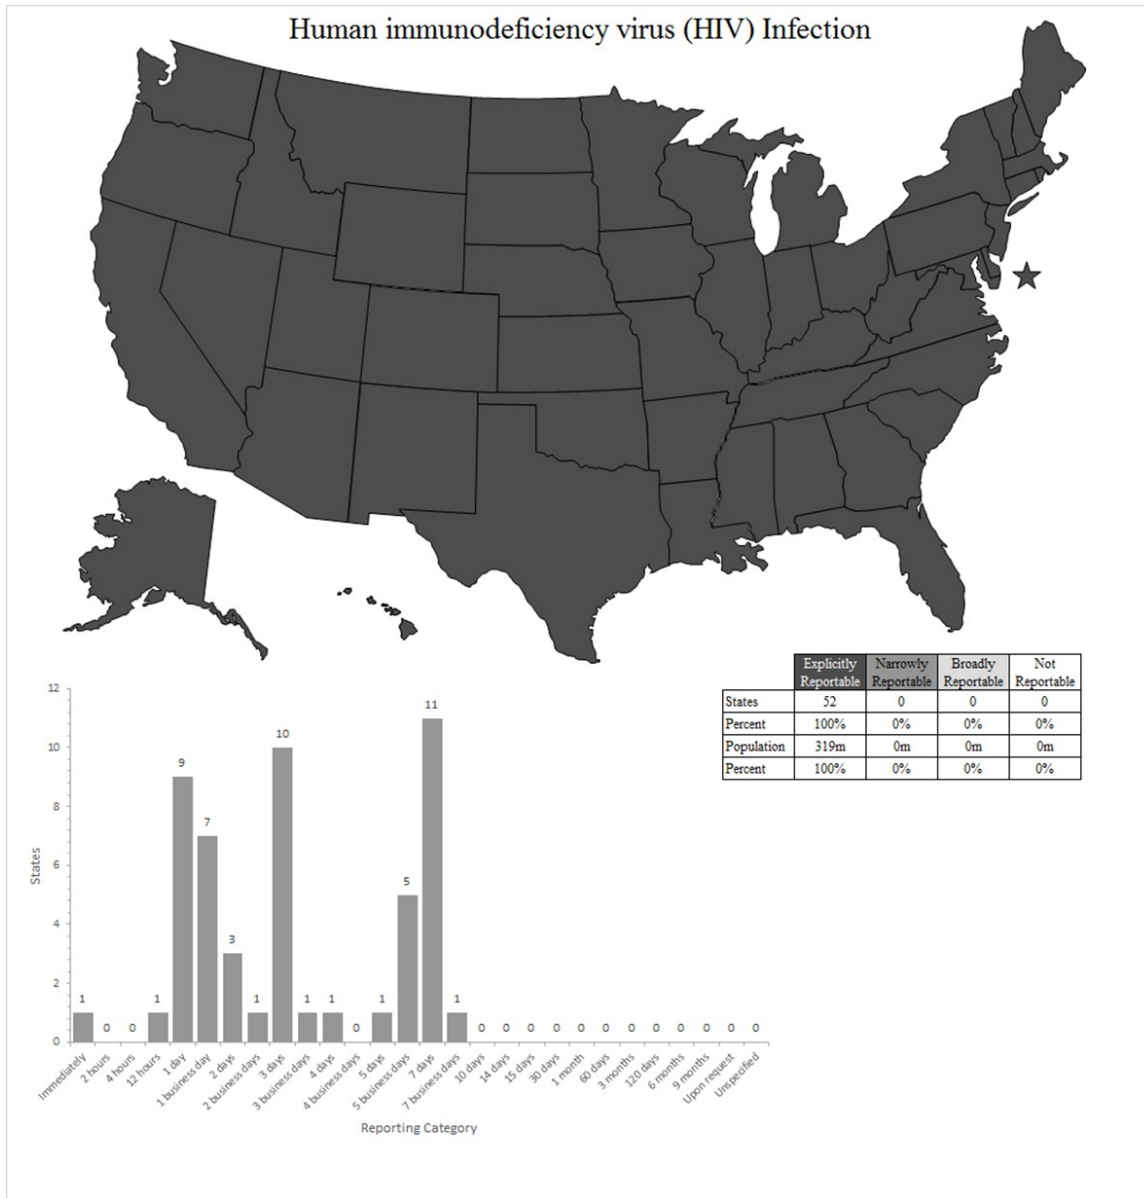 Human immunodeficiency virus (HIV) Infection
Explicitly Reportable Narrowly Reportable Broadly Reportable Not Reportable
States 52 0 0 0
Percent 100% 0% 0% 0%
Population 319m 0m 0m 0m
Percent 100% 0% 0% 0%
12
10
8
6
4
2
0
States
1 0 0 1 9 7 3 1 10 1 1 0 1 5 11 1 0 0 0 0 0 0 0 0 0 0 0 0
Immediately
2 hours
4 hours
12 hours
1 day
1 business day
2 days
2 business days
3 days
3 business days
4 days
4 business days
5 days
5 business days
7 days
7 business days
10 days
14 days
15 days
30 days
1 month
60 days
3 months
120 days
6 months
9 months
Upon request
Unspecified
Reporting Category